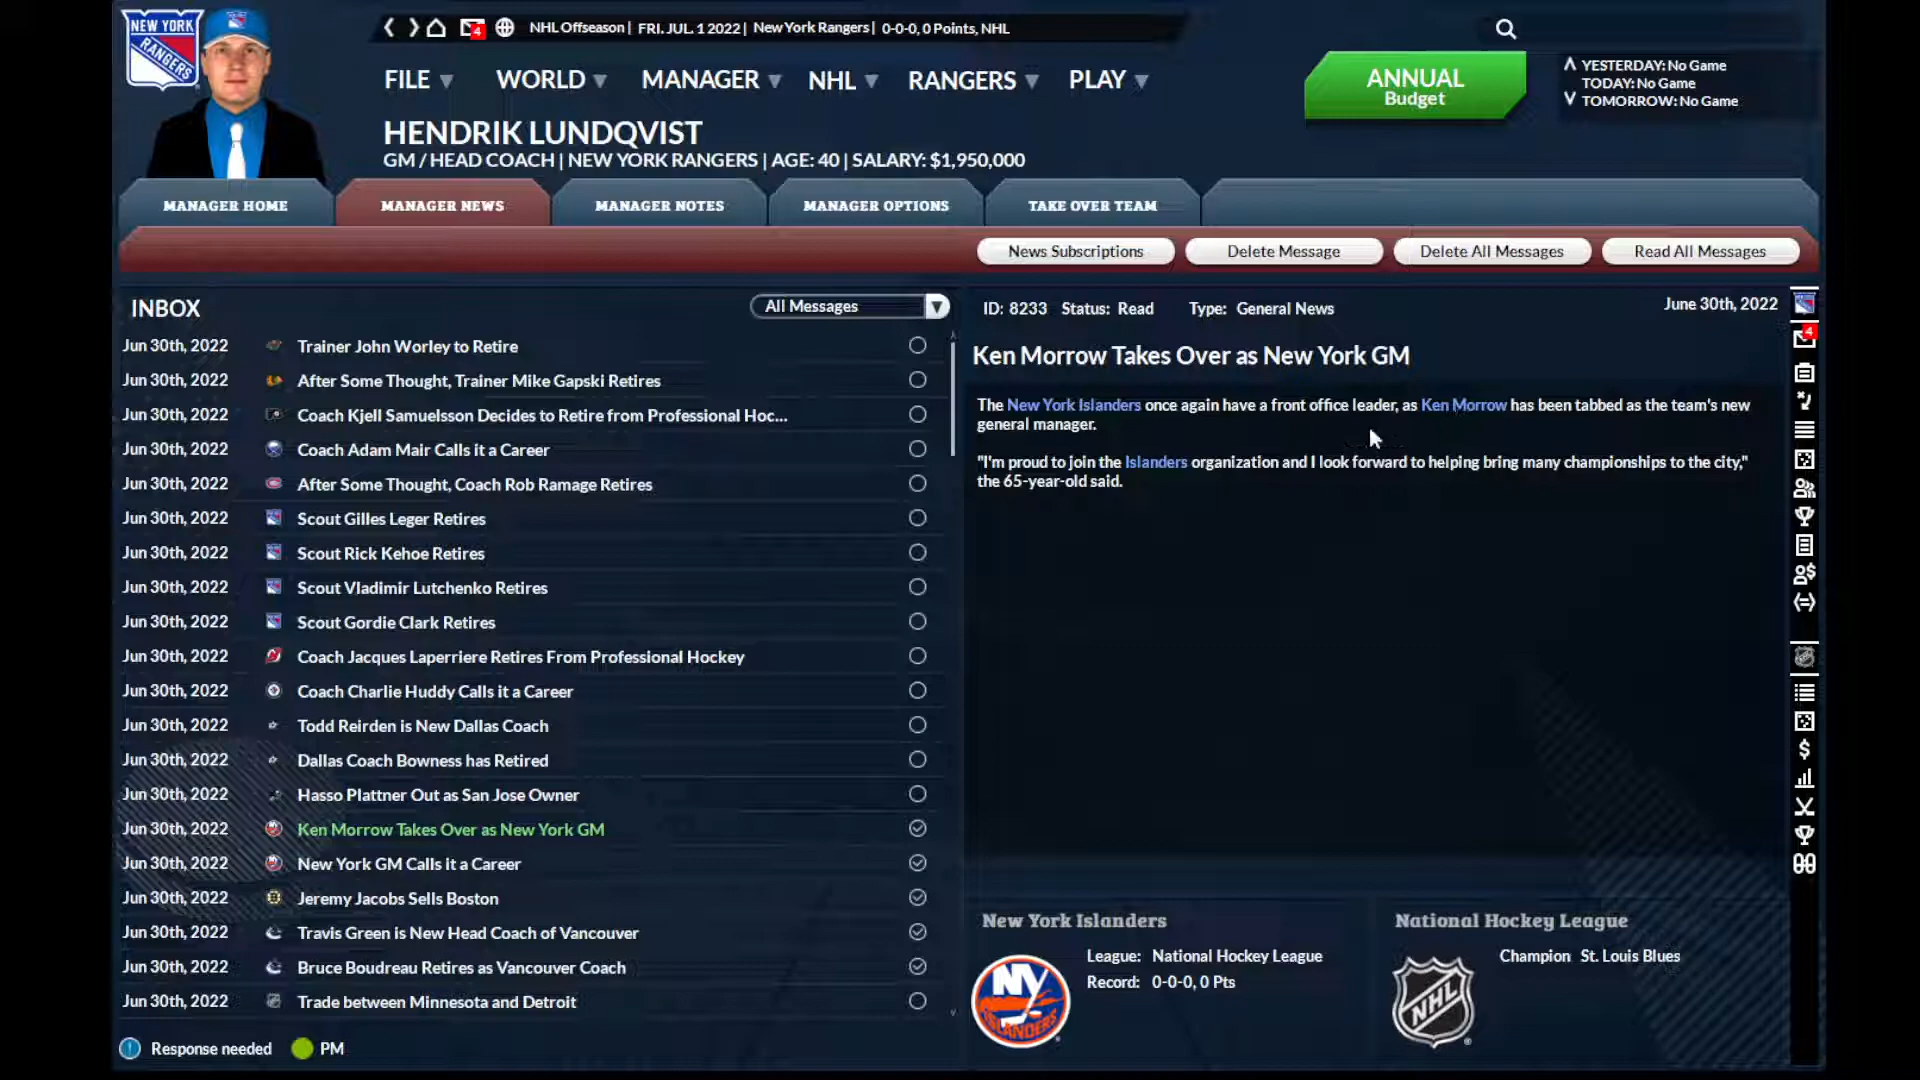 NEW YORK
RANGERS
4
NHL Offseason | FRI. JUL. 1 2022 | New York Rangers | 0-0-0, 0 Points, NHL
FILE WORLD MANAGER NHL RANGERS PLAY
ANNUAL
Budget
YESTERDAY: No Game
TODAY: No Game
TOMORROW: No Game
HENDRIK LUNDQVIST
GM / HEAD COACH | NEW YORK RANGERS | AGE: 40 | SALARY: $1,950,000
MANAGER HOME MANAGER NEWS MANAGER NOTES MANAGER OPTIONS TAKE OVER TEAM
News Subscriptions Delete Message Delete All Messages Read All Messages
INBOX All Messages
Jun 30th, 2022 Trainer John Worley to Retire
Jun 30th, 2022 After Some Thought, Trainer Mike Gapski Retires
Jun 30th, 2022 Coach Kjell Samuelsson Decides to Retire from Professional Hoc...
Jun 30th, 2022 Coach Adam Mair Calls it a Career
Jun 30th, 2022 After Some Thought, Coach Rob Ramage Retires
Jun 30th, 2022 Scout Gilles Leger Retires
Jun 30th, 2022 Scout Rick Kehoe Retires
Jun 30th, 2022 Scout Vladimir Lutchenko Retires
Jun 30th, 2022 Scout Gordie Clark Retires
Jun 30th, 2022 Coach Jacques Laperriere Retires From Professional Hockey
Jun 30th, 2022 Coach Charlie Huddy Calls it a Career
Jun 30th, 2022 Todd Reirden is New Dallas Coach
Jun 30th, 2022 Dallas Coach Bowness has Retired
Jun 30th, 2022 Hasso Plattner Out as San Jose Owner
Jun 30th, 2022 Ken Morrow Takes Over as New York GM
Jun 30th, 2022 New York GM Calls it a Career
Jun 30th, 2022 Jeremy Jacobs Sells Boston
Jun 30th, 2022 Travis Green is New Head Coach of Vancouver
Jun 30th, 2022 Bruce Boudreau Retires as Vancouver Coach
Jun 30th, 2022 Trade between Minnesota and Detroit
Response needed PM
ID: 8233 Status: Read Type: General News June 30th, 2022
4
Ken Morrow Takes Over as New York GM
The New York Islanders once again have a front office leader, as Ken Morrow has been tabbed as the team's new
general manager.
"I'm proud to join the Islanders organization and I look forward to helping bring many championships to the city,"
the 65-year-old said.
New York Islanders
League: National Hockey League
Record: 0-0-0, 0 Pts
NY
ISLANDERS
National Hockey League
Champion St. Louis Blues
NHL